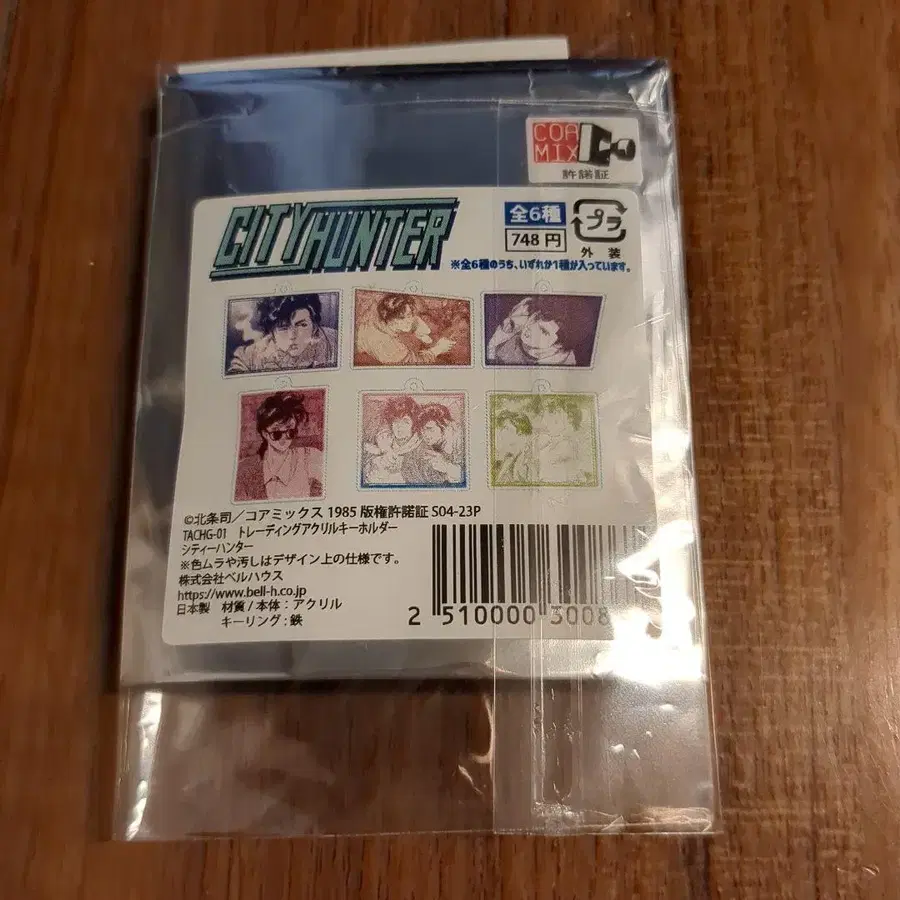 COA
MIX
許諾証
CITY HUNTER
全6種
748 円
プラ
外 装
※全6種のうち、いずれか1種が入っています。
©北条司／コアミックス 1985 版権許諾証 S04-23P
TACHG-01 トレーディングアクリルキーホルダー
シティーハンター
※色ムラや汚しはデザイン上の仕様です。
株式会社ベルハウス
https://www.bell-h.co.jp
日本製 材質 / 本体：アクリル
キーリング：鉄
2 510000 3008